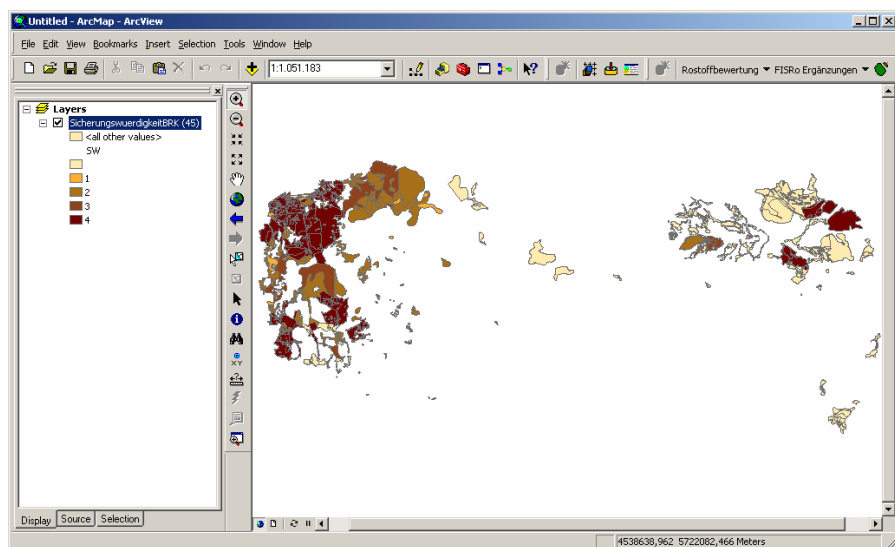 Untitled - ArcMap - ArcView
File Edit View Bookmarks Insert Selection Tools Window Help
1:1.051.183
Rostoffbewertung FISRo Ergänzungen
Layers
SicherungswuerdigkeitBRK (45)
<all other values>
SW
1
2
3
4
XY
Display Source Selection
4538638,962 5722082,466 Meters